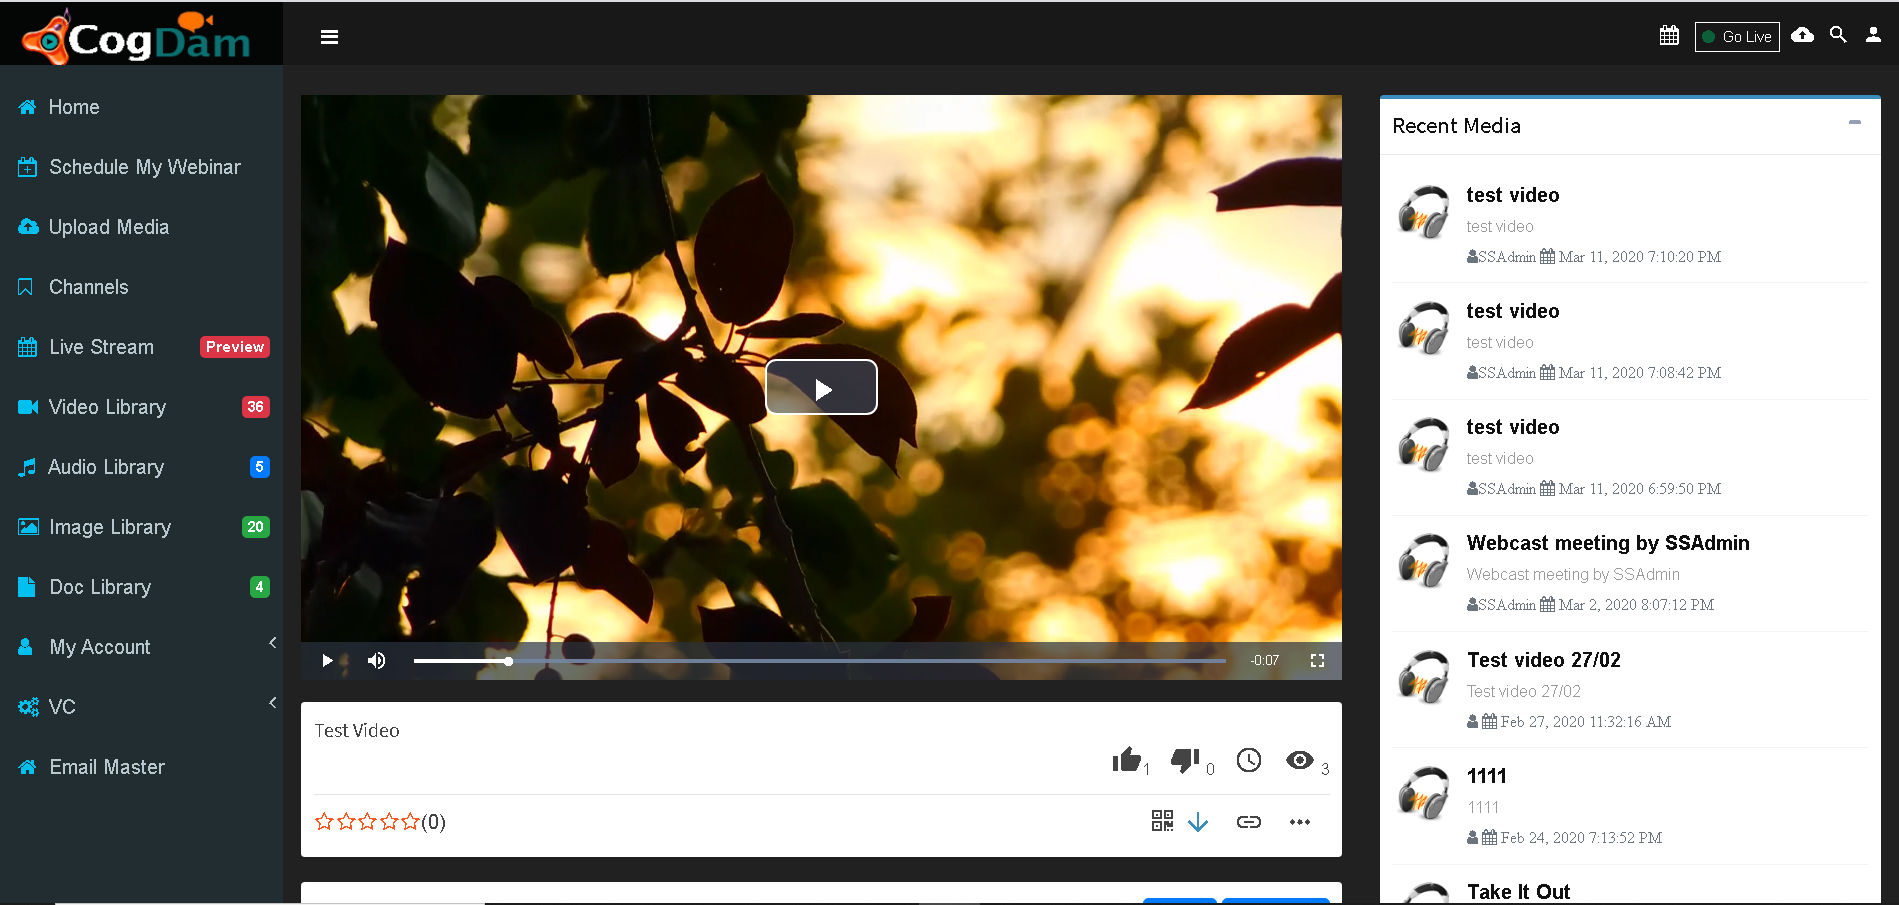 CogDam
Go Live
Home
Schedule My Webinar
Upload Media
Channels
Live Stream Preview
Video Library 36
Audio Library 5
Image Library 20
Doc Library 4
My Account
VC
Email Master
-0:07
Test Video
1 0 3
(0)
Recent Media
test video
test video
SSAdmin Mar 11, 2020 7:10:20 PM
test video
test video
SSAdmin Mar 11, 2020 7:08:42 PM
test video
test video
SSAdmin Mar 11, 2020 6:59:50 PM
Webcast meeting by SSAdmin
Webcast meeting by SSAdmin
SSAdmin Mar 2, 2020 8:07:12 PM
Test video 27/02
Test video 27/02
Feb 27, 2020 11:32:16 AM
1111
1111
Feb 24, 2020 7:13:52 PM
Take It Out